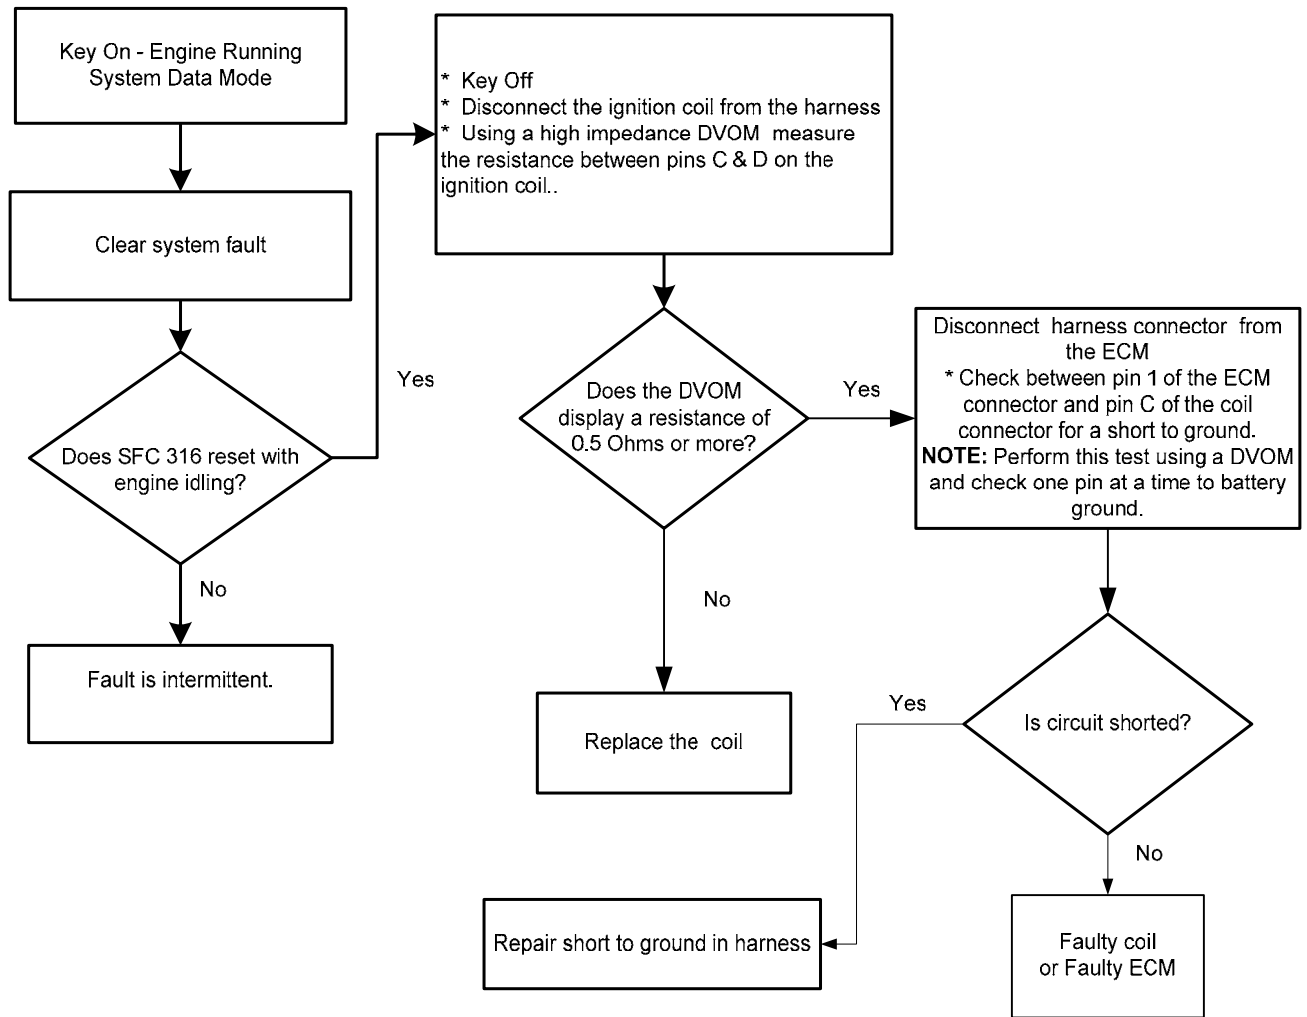 Key On - Engine Running
System Data Mode
Clear system fault
Does SFC 316 reset with
engine idling?
Yes
No
Fault is intermittent.
* Key Off
* Disconnect the ignition coil from the harness
* Using a high impedance DVOM measure
the resistance between pins C & D on the
ignition coil..
Does the DVOM
display a resistance of
0.5 Ohms or more?
Yes
No
Replace the coil
Disconnect harness connector from
the ECM
* Check between pin 1 of the ECM
connector and pin C of the coil
connector for a short to ground.
NOTE: Perform this test using a DVOM
and check one pin at a time to battery
ground.
Is circuit shorted?
Yes
No
Repair short to ground in harness
Faulty coil
or Faulty ECM